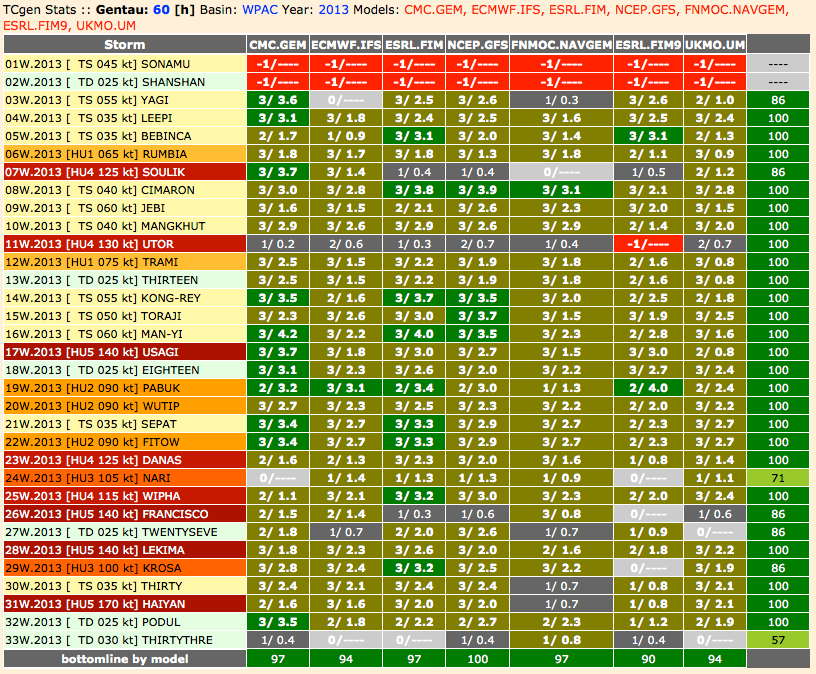 TCgen Stats :: Gentau: 60 [h] Basin: WPAC Year: 2013 Models: CMC.GEM, ECMWF.IFS, ESRL.FIM, NCEP.GFS, FNMOC.NAVGEM,
ESRL.FIM9, UKMO.UM
Storm CMC.GEM ECMWF.IFS ESRL.FIM NCEP.GFS FNMOC.NAVGEM ESRL.FIM9 UKMO.UM
01W.2013 [ TS 045 kt] SONAMU -1/---- -1/---- -1/---- -1/---- -1/---- -1/---- -1/---- ----
02W.2013 [ TD 025 kt] SHANSHAN -1/---- -1/---- -1/---- -1/---- -1/---- -1/---- -1/---- ----
03W.2013 [ TS 055 kt] YAGI 3/ 3.6 0/---- 3/ 2.5 3/ 2.6 1/ 0.3 3/ 2.6 2/ 1.0 86
04W.2013 [ TS 035 kt] LEEPI 3/ 3.1 3/ 1.8 3/ 2.4 3/ 2.5 3/ 1.6 3/ 2.5 3/ 2.4 100
05W.2013 [ TS 035 kt] BEBINCA 2/ 1.7 1/ 0.9 3/ 3.1 3/ 2.0 3/ 1.4 3/ 3.1 2/ 1.3 100
06W.2013 [HU1 065 kt] RUMBIA 3/ 1.8 3/ 1.7 3/ 1.8 3/ 1.3 3/ 1.8 2/ 1.1 3/ 0.9 100
07W.2013 [HU4 125 kt] SOULIK 3/ 3.7 3/ 1.4 1/ 0.4 1/ 0.4 0/---- 1/ 0.5 2/ 1.2 86
08W.2013 [ TS 040 kt] CIMARON 3/ 3.0 3/ 2.8 3/ 3.8 3/ 3.9 3/ 3.1 3/ 2.1 3/ 2.8 100
09W.2013 [ TS 060 kt] JEBI 3/ 1.6 3/ 1.5 2/ 2.1 3/ 2.6 3/ 2.3 3/ 2.0 3/ 1.5 100
10W.2013 [ TS 040 kt] MANGKHUT 3/ 2.9 3/ 2.6 3/ 2.9 3/ 2.6 3/ 2.9 2/ 1.4 3/ 2.0 100
11W.2013 [HU4 130 kt] UTOR 1/ 0.2 2/ 0.6 1/ 0.3 2/ 0.7 1/ 0.4 -1/---- 2/ 0.7 100
12W.2013 [HU1 075 kt] TRAMI 3/ 2.5 3/ 1.5 3/ 2.2 3/ 1.9 3/ 1.8 2/ 1.6 3/ 0.8 100
13W.2013 [ TD 025 kt] THIRTEEN 3/ 2.5 3/ 1.5 3/ 2.2 3/ 1.9 3/ 1.8 2/ 1.6 3/ 0.8 100
14W.2013 [ TS 055 kt] KONG-REY 3/ 3.5 2/ 1.6 3/ 3.7 3/ 3.5 3/ 2.0 2/ 2.5 2/ 1.8 100
15W.2013 [ TS 050 kt] TORAJI 3/ 2.3 3/ 2.6 3/ 3.0 3/ 3.7 3/ 1.5 3/ 1.9 3/ 2.5 100
16W.2013 [ TS 060 kt] MAN-YI 3/ 4.2 3/ 2.2 3/ 4.0 3/ 3.5 3/ 2.3 2/ 2.8 3/ 1.6 100
17W.2013 [HU5 140 kt] USAGI 3/ 3.7 3/ 1.8 3/ 3.0 3/ 2.7 3/ 1.5 3/ 3.0 2/ 0.8 100
18W.2013 [ TD 025 kt] EIGHTEEN 3/ 3.1 3/ 2.3 3/ 2.6 3/ 2.0 3/ 2.2 3/ 2.7 3/ 2.4 100
19W.2013 [HU2 090 kt] PABUK 2/ 3.2 3/ 3.1 2/ 3.4 2/ 3.0 1/ 1.3 2/ 4.0 2/ 2.4 100
20W.2013 [HU2 090 kt] WUTIP 3/ 2.7 3/ 2.3 3/ 2.5 3/ 2.3 3/ 2.2 2/ 2.0 3/ 2.2 100
21W.2013 [ TS 035 kt] SEPAT 3/ 3.4 3/ 2.7 3/ 3.3 3/ 2.9 3/ 2.7 2/ 2.3 3/ 2.7 100
22W.2013 [HU2 090 kt] FITOW 3/ 3.4 3/ 2.7 3/ 3.3 3/ 2.9 3/ 2.7 2/ 2.3 3/ 2.7 100
23W.2013 [HU4 125 kt] DANAS 2/ 1.6 2/ 1.3 3/ 2.3 3/ 2.0 3/ 1.6 1/ 0.8 3/ 1.4 100
24W.2013 [HU3 105 kt] NARI 0/---- 1/ 1.4 1/ 1.3 1/ 1.3 1/ 0.9 0/---- 1/ 1.1 71
25W.2013 [HU4 115 kt] WIPHA 2/ 1.1 3/ 2.1 3/ 3.2 3/ 3.0 3/ 2.3 2/ 2.0 3/ 2.4 100
26W.2013 [HU5 140 kt] FRANCISCO 2/ 1.5 2/ 1.1 1/ 0.3 1/ 0.6 3/ 0.8 0/---- 1/ 0.6 86
27W.2013 [ TD 025 kt] TWENTYSEVE 2/ 1.8 1/ 0.7 2/ 2.0 3/ 2.6 1/ 0.7 1/ 0.9 0/---- 86
28W.2013 [HU5 140 kt] LEKIMA 3/ 1.8 3/ 2.3 3/ 2.6 3/ 2.0 2/ 1.6 2/ 1.8 3/ 2.2 100
29W.2013 [HU3 100 kt] KROSA 3/ 2.8 3/ 2.4 3/ 3.2 3/ 2.5 3/ 2.2 0/---- 3/ 1.9 86
30W.2013 [ TS 035 kt] THIRTY 3/ 2.4 3/ 2.1 3/ 2.4 3/ 2.4 1/ 0.7 1/ 0.8 3/ 2.1 100
31W.2013 [HU5 170 kt] HAIYAN 2/ 1.6 3/ 1.6 3/ 2.0 3/ 2.0 1/ 0.7 1/ 0.8 3/ 2.1 100
32W.2013 [ TD 025 kt] PODUL 3/ 3.5 2/ 1.8 2/ 2.2 2/ 2.7 2/ 2.3 1/ 1.2 2/ 1.9 100
33W.2013 [ TD 030 kt] THIRTYTHRE 1/ 0.4 0/---- 0/---- 1/ 0.4 1/ 0.8 1/ 0.4 0/---- 57
bottomline by model 97 94 97 100 97 90 94